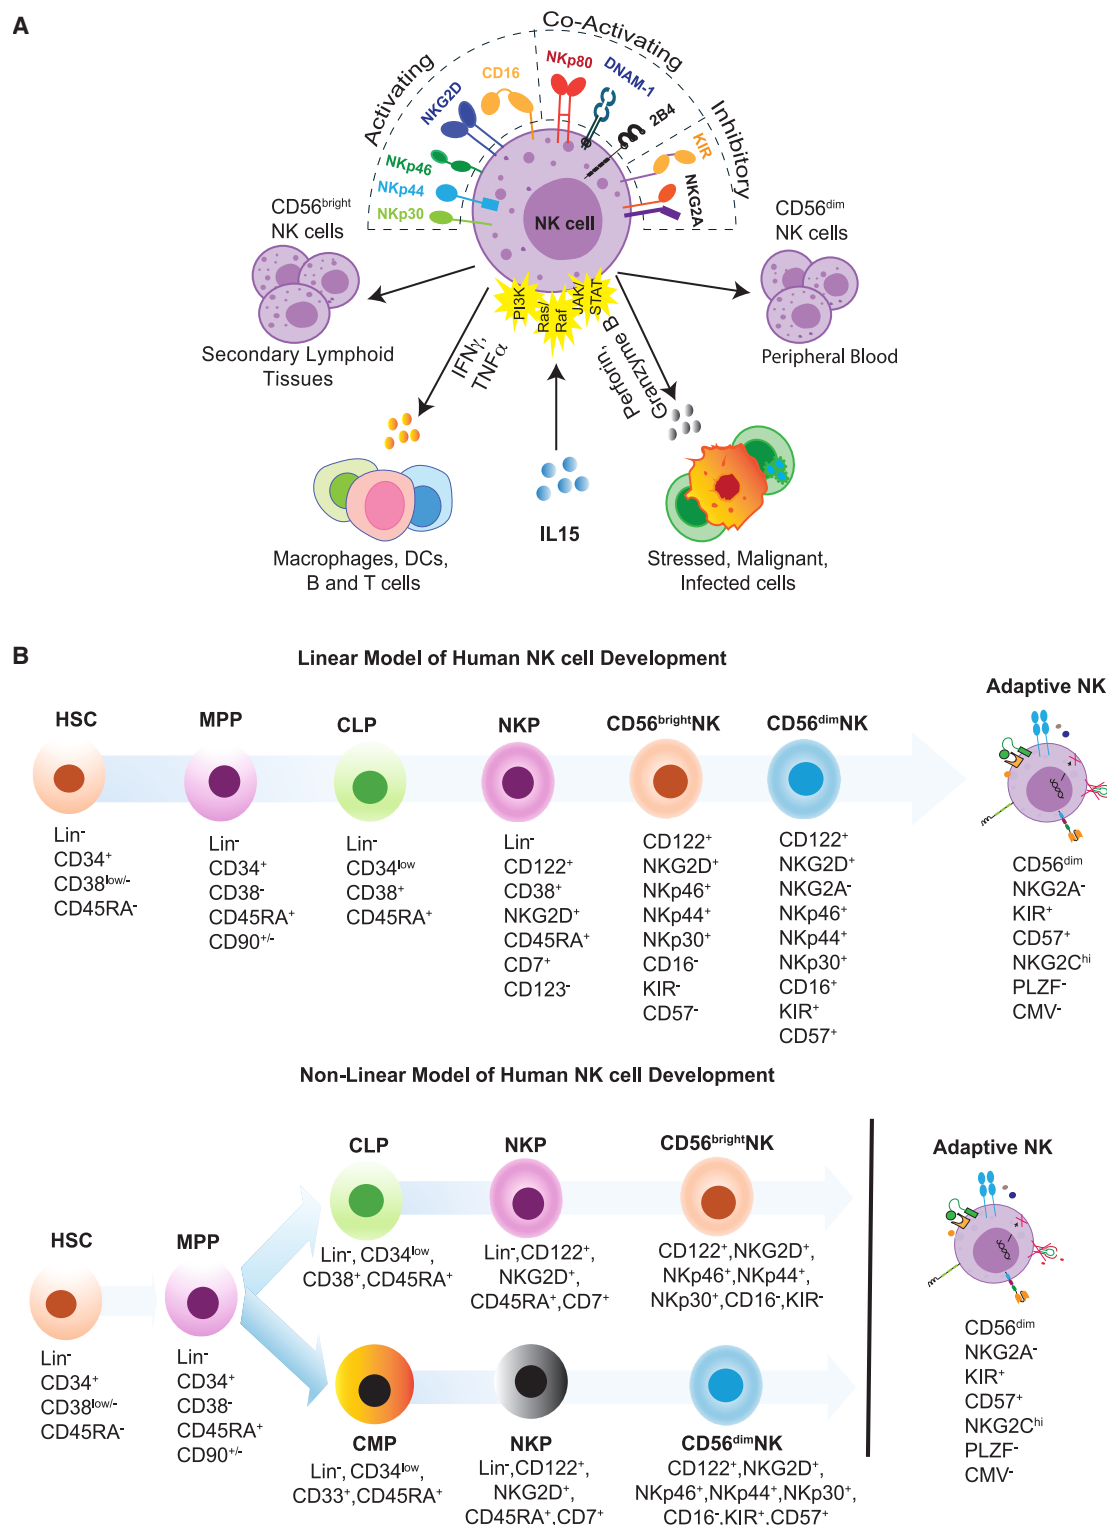 A
Activating
Co-Activating
Inhibitory
NKp30
NKp44
NKp46
NKG2D
CD16
NKp80
DNAM-1
2B4
KIR
NKG2A
NK cell
CD56bright
NK cells
Secondary Lymphoid
Tissues
CD56dim
NK cells
Peripheral Blood
PI3K
Ras/
Raf
JAK/
STAT
IFNγ,
TNFα
Perforin,
Granzyme B
Macrophages, DCs,
B and T cells
IL15
Stressed, Malignant,
Infected cells
B
Linear Model of Human NK cell Development
HSC
Lin-
CD34+
CD38low/-
CD45RA-
MPP
Lin-
CD34+
CD38-
CD45RA+
CD90+/-
CLP
Lin-
CD34low
CD38+
CD45RA+
NKP
Lin-
CD122+
CD38+
NKG2D+
CD45RA+
CD7+
CD123-
CD56brightNK
CD122+
NKG2D+
NKp46+
NKp44+
NKp30+
CD16-
KIR-
CD57-
CD56dimNK
CD122+
NKG2D+
NKG2A-
NKp46+
NKp44+
NKp30+
CD16+
KIR+
CD57+
Adaptive NK
CD56dim
NKG2A-
KIR+
CD57+
NKG2Chi
PLZF-
CMV-
Non-Linear Model of Human NK cell Development
HSC
Lin-
CD34+
CD38low/-
CD45RA-
MPP
Lin-
CD34+
CD38-
CD45RA+
CD90+/-
CLP
Lin-, CD34low,
CD38+,CD45RA+
NKP
Lin-,CD122+,
NKG2D+,
CD45RA+,CD7+
CD56brightNK
CD122+,NKG2D+,
NKp46+,NKp44+,
NKp30+,CD16-,KIR-
CMP
Lin-, CD34low,
CD33+,CD45RA+
NKP
Lin-,CD122+,
NKG2D+,
CD45RA+,CD7+
CD56dimNK
CD122+,NKG2D+,
NKp46+,NKp44+,NKp30+,
CD16-,KIR+,CD57+
Adaptive NK
CD56dim
NKG2A-
KIR+
CD57+
NKG2Chi
PLZF-
CMV-